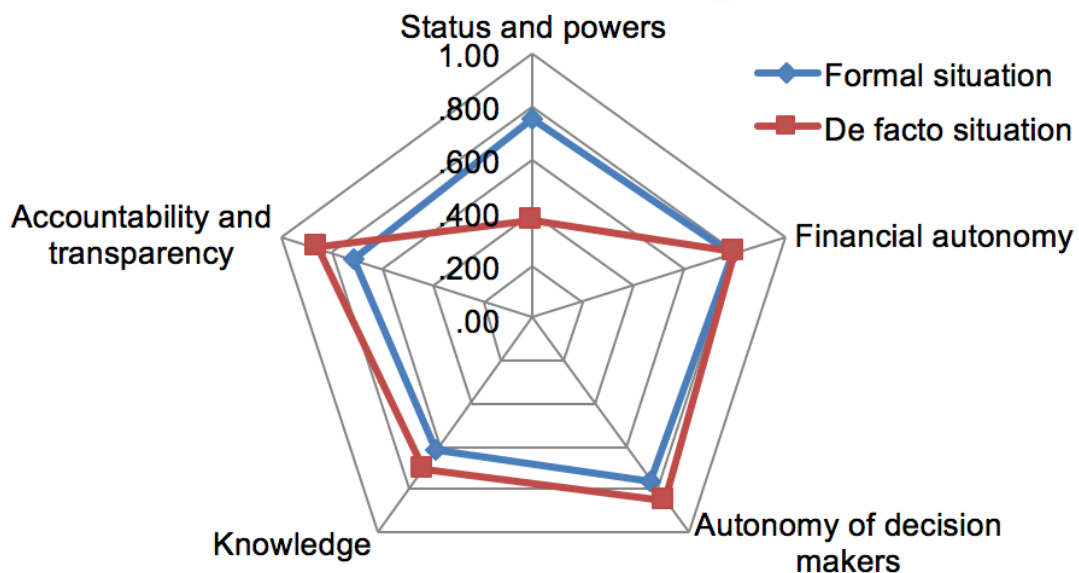 Status and powers
1.00
.800
.600
.400
.200
.00
Formal situation
De facto situation
Accountability and
transparency
Financial autonomy
Knowledge
Autonomy of decision
makers